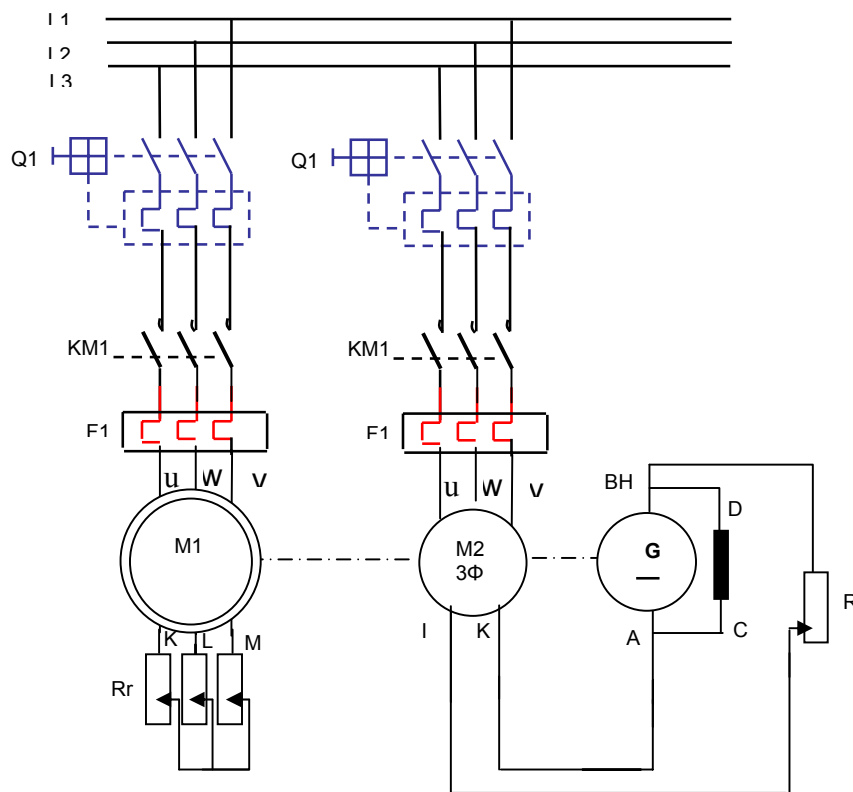 L1
L2
L3
Q1 Q1
KM1 KM1
F1 F1
u W v u W v
BH
D
M1 M2 G
3Φ
R
I K A C
K L M
Rr